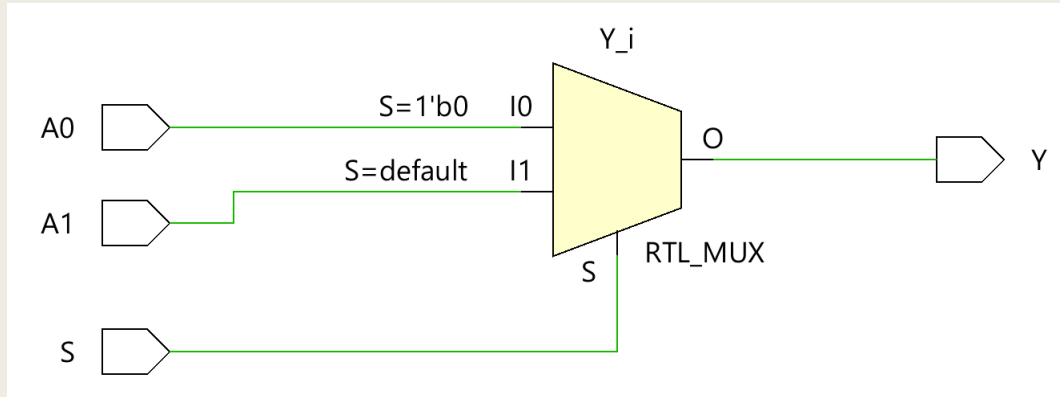 Y_i
A0
S=1'b0
I0
O
Y
S=default
I1
A1
S
RTL_MUX
S